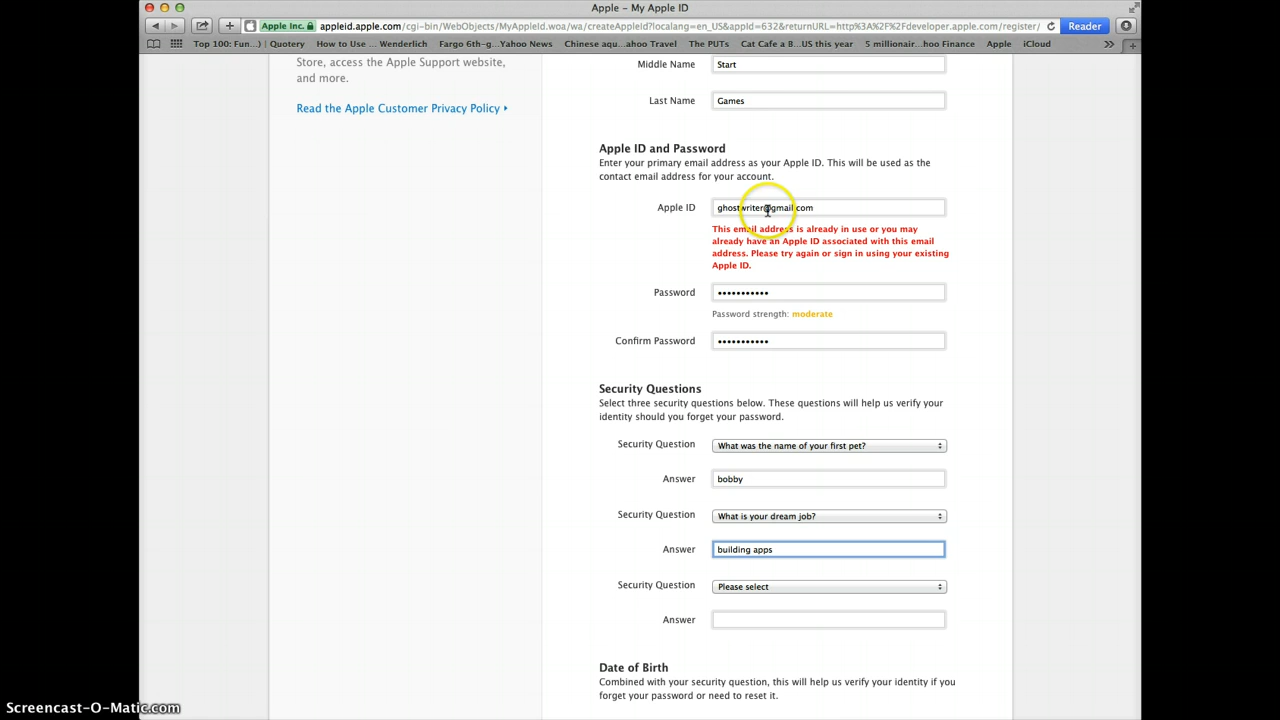 Apple – My Apple ID
Apple Inc. appleid.apple.com/cgi-bin/WebObjects/MyAppleId.woa/wa/createAppleId?localang=en_US&appId=632&returnURL=http%3A%2F%2Fdeveloper.apple.com/register/ Reader
Top 100: Fun...) | Quotery How to Use ... Wenderlich Fargo 6th-g...Yahoo News Chinese aqu...ahoo Travel The PUTs Cat Cafe a B...US this year 5 millionair...hoo Finance Apple iCloud
Store, access the Apple Support website,
and more.
Read the Apple Customer Privacy Policy
Middle Name Start
Last Name Games
Apple ID and Password
Enter your primary email address as your Apple ID. This will be used as the
contact email address for your account.
Apple ID ghostwriter@gmail.com
This email address is already in use or you may
already have an Apple ID associated with this email
address. Please try again or sign in using your existing
Apple ID.
Password •••••••••••
Password strength: moderate
Confirm Password •••••••••••
Security Questions
Select three security questions below. These questions will help us verify your
identity should you forget your password.
Security Question What was the name of your first pet?
Answer bobby
Security Question What is your dream job?
Answer building apps
Security Question Please select
Answer
Date of Birth
Combined with your security question, this will help us verify your identity if you
forget your password or need to reset it.
Screencast-O-Matic.com